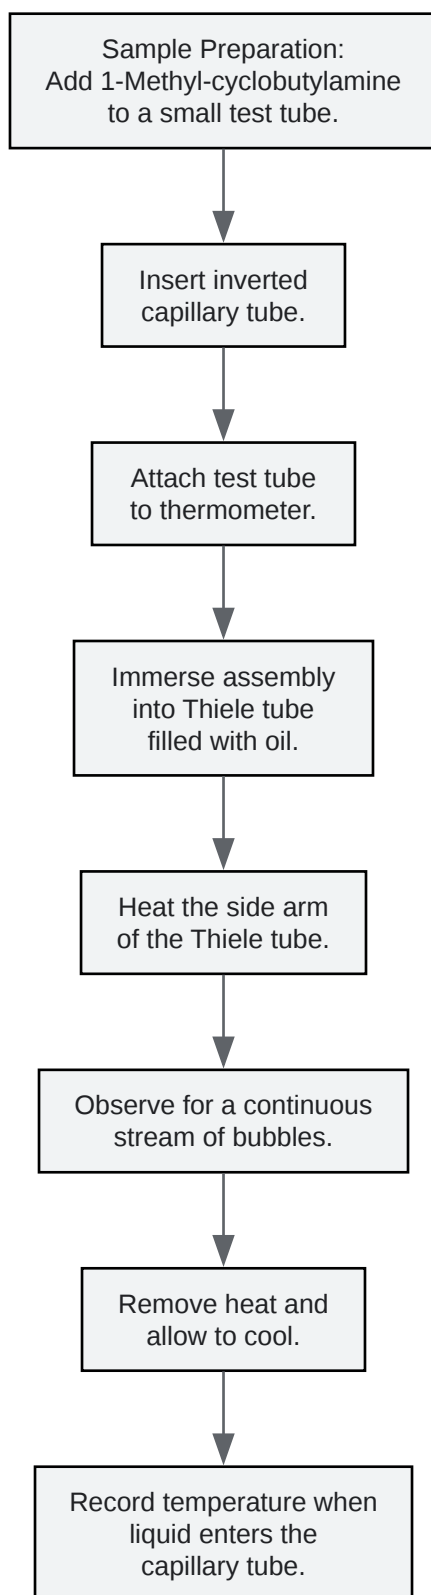 Sample Preparation:
Add 1-Methyl-cyclobutylamine
to a small test tube.
Insert inverted
capillary tube.
Attach test tube
to thermometer.
Immerse assembly
into Thiele tube
filled with oil.
Heat the side arm
of the Thiele tube.
Observe for a continuous
stream of bubbles.
Remove heat and
allow to cool.
Record temperature when
liquid enters the
capillary tube.